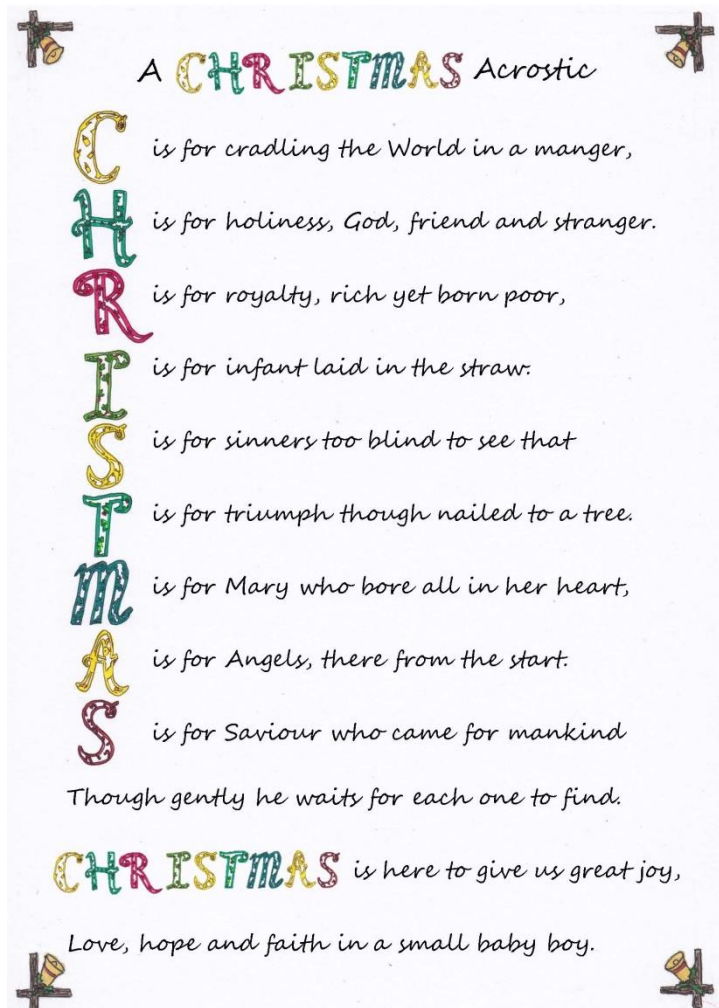 A CHRISTMAS Acrostic
C is for cradling the World in a manger,
H is for holiness, God, friend and stranger.
R is for royalty, rich yet born poor,
I is for infant laid in the straw.
S is for sinners too blind to see that
T is for triumph though nailed to a tree.
M is for Mary who bore all in her heart,
A is for Angels, there from the start.
S is for Saviour who came for mankind
Though gently he waits for each one to find.
CHRISTMAS is here to give us great joy,
Love, hope and faith in a small baby boy.